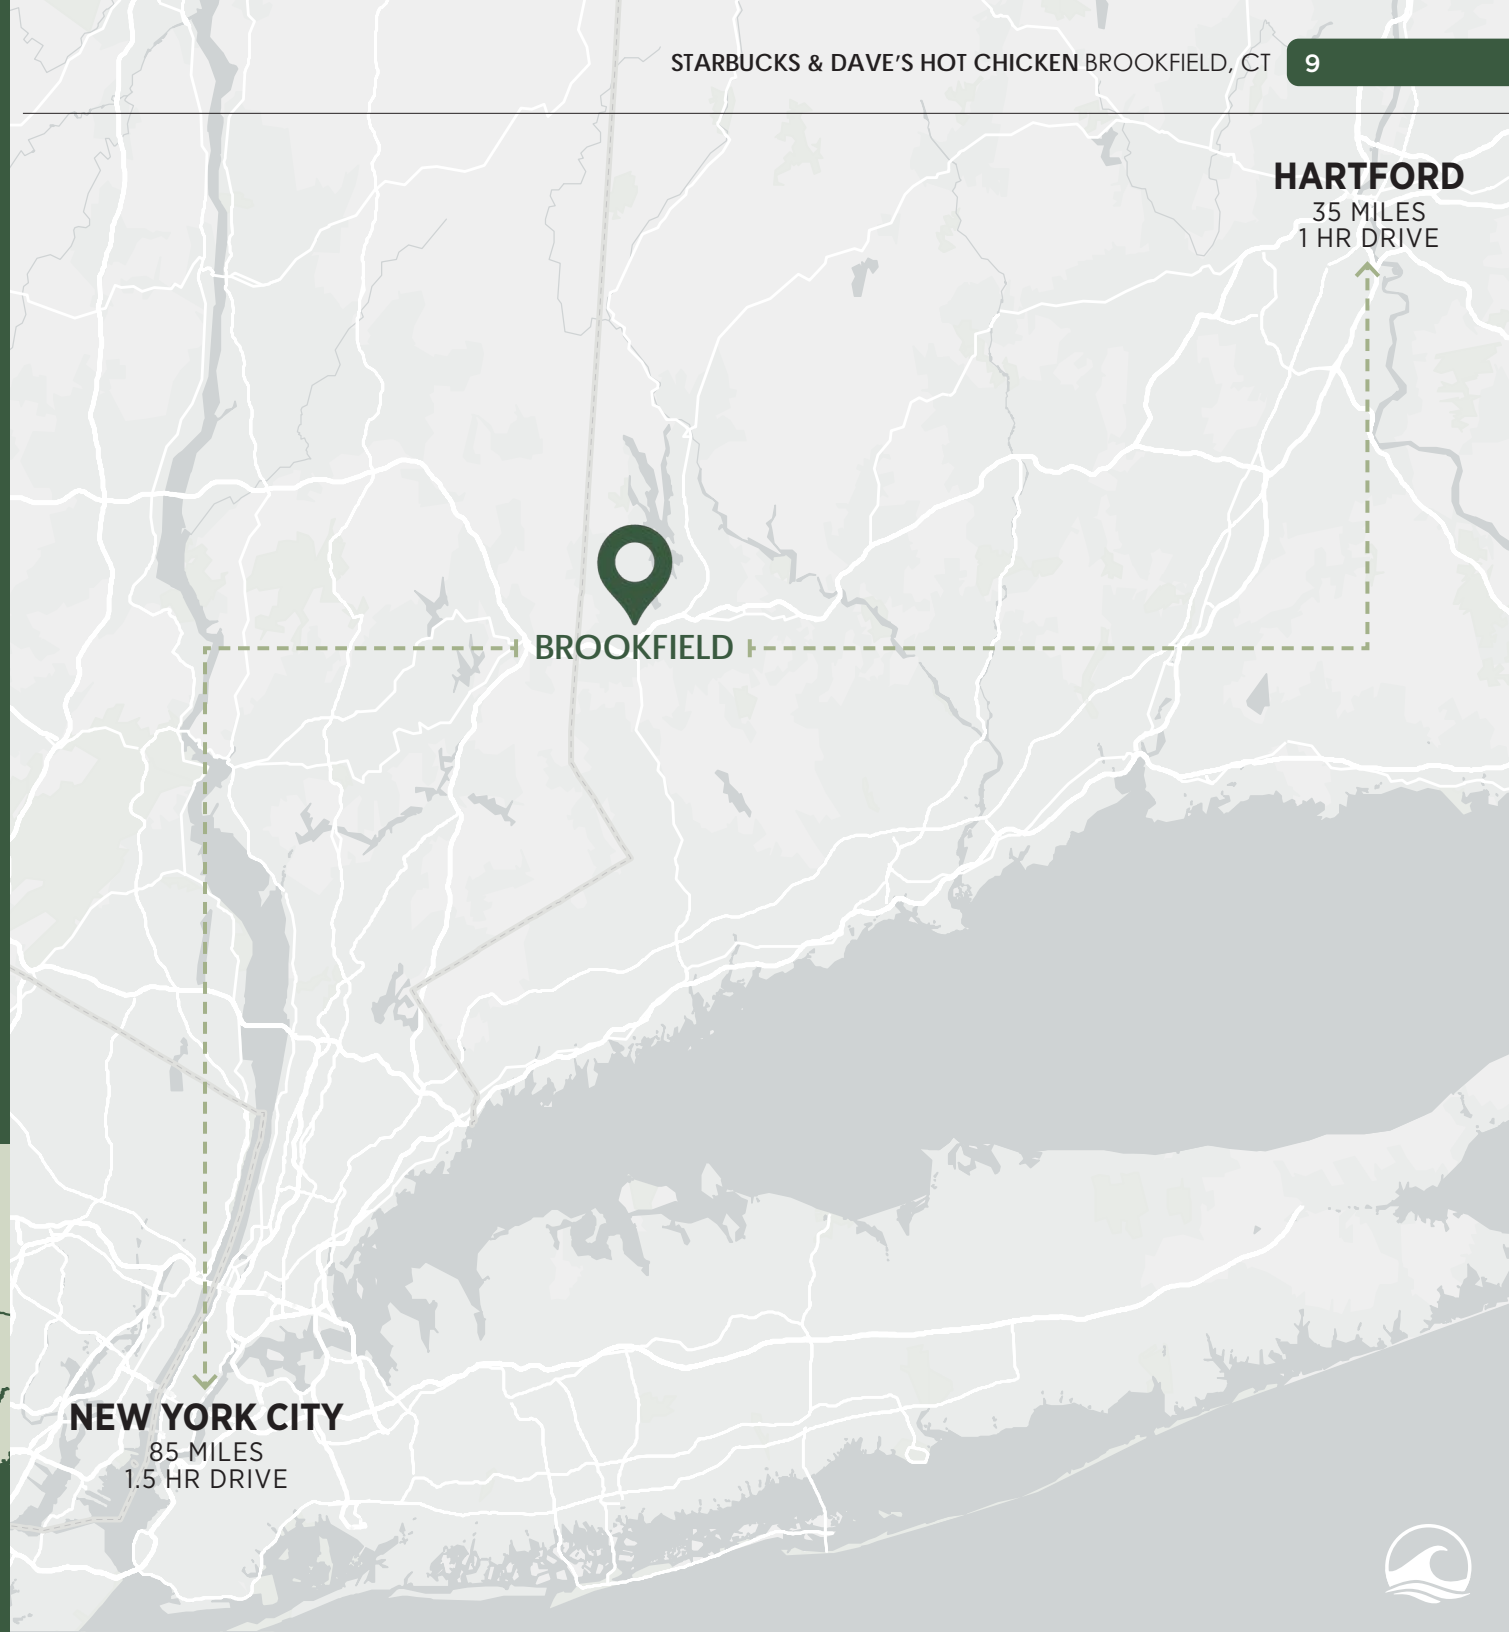 STARBUCKS & DAVE'S HOT CHICKEN BROOKFIELD, CT 9
HARTFORD
35 MILES
1 HR DRIVE
BROOKFIELD
NEW YORK CITY
85 MILES
1.5 HR DRIVE